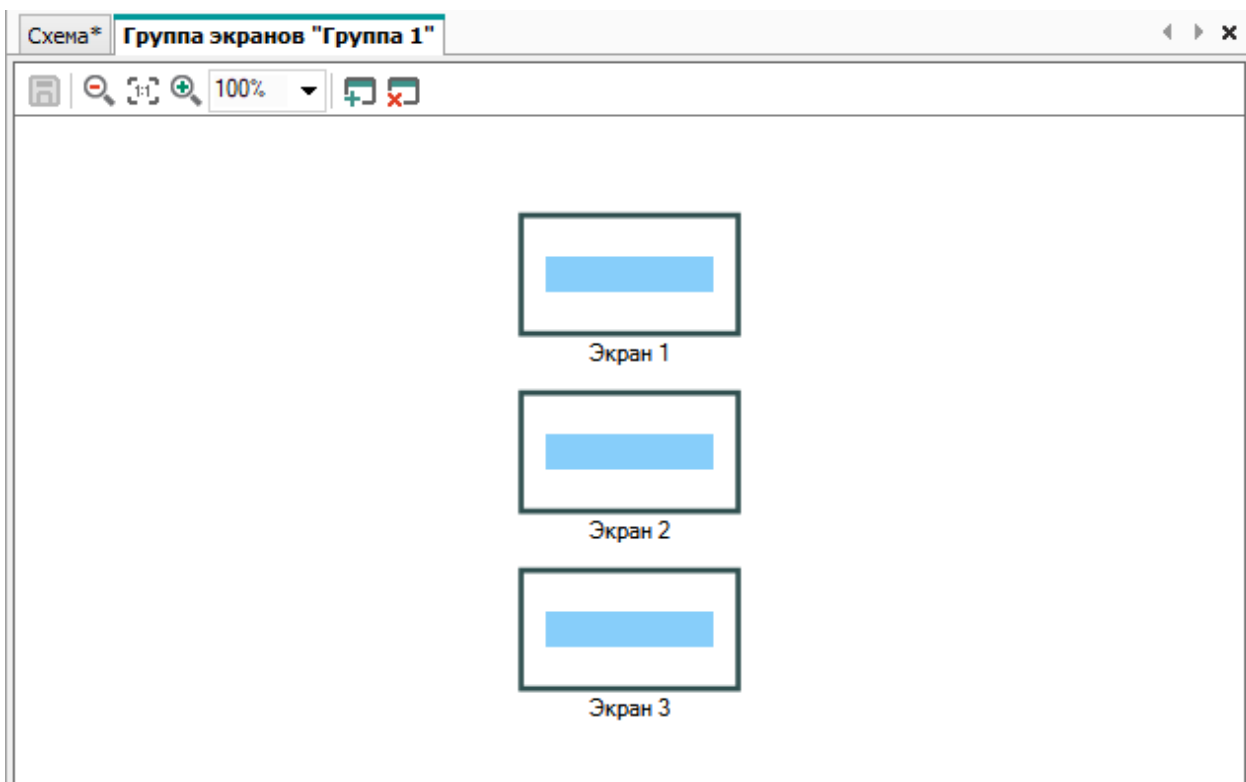 Схема* Группа экранов "Группа 1"
1:1 100%
Экран 1
Экран 2
Экран 3